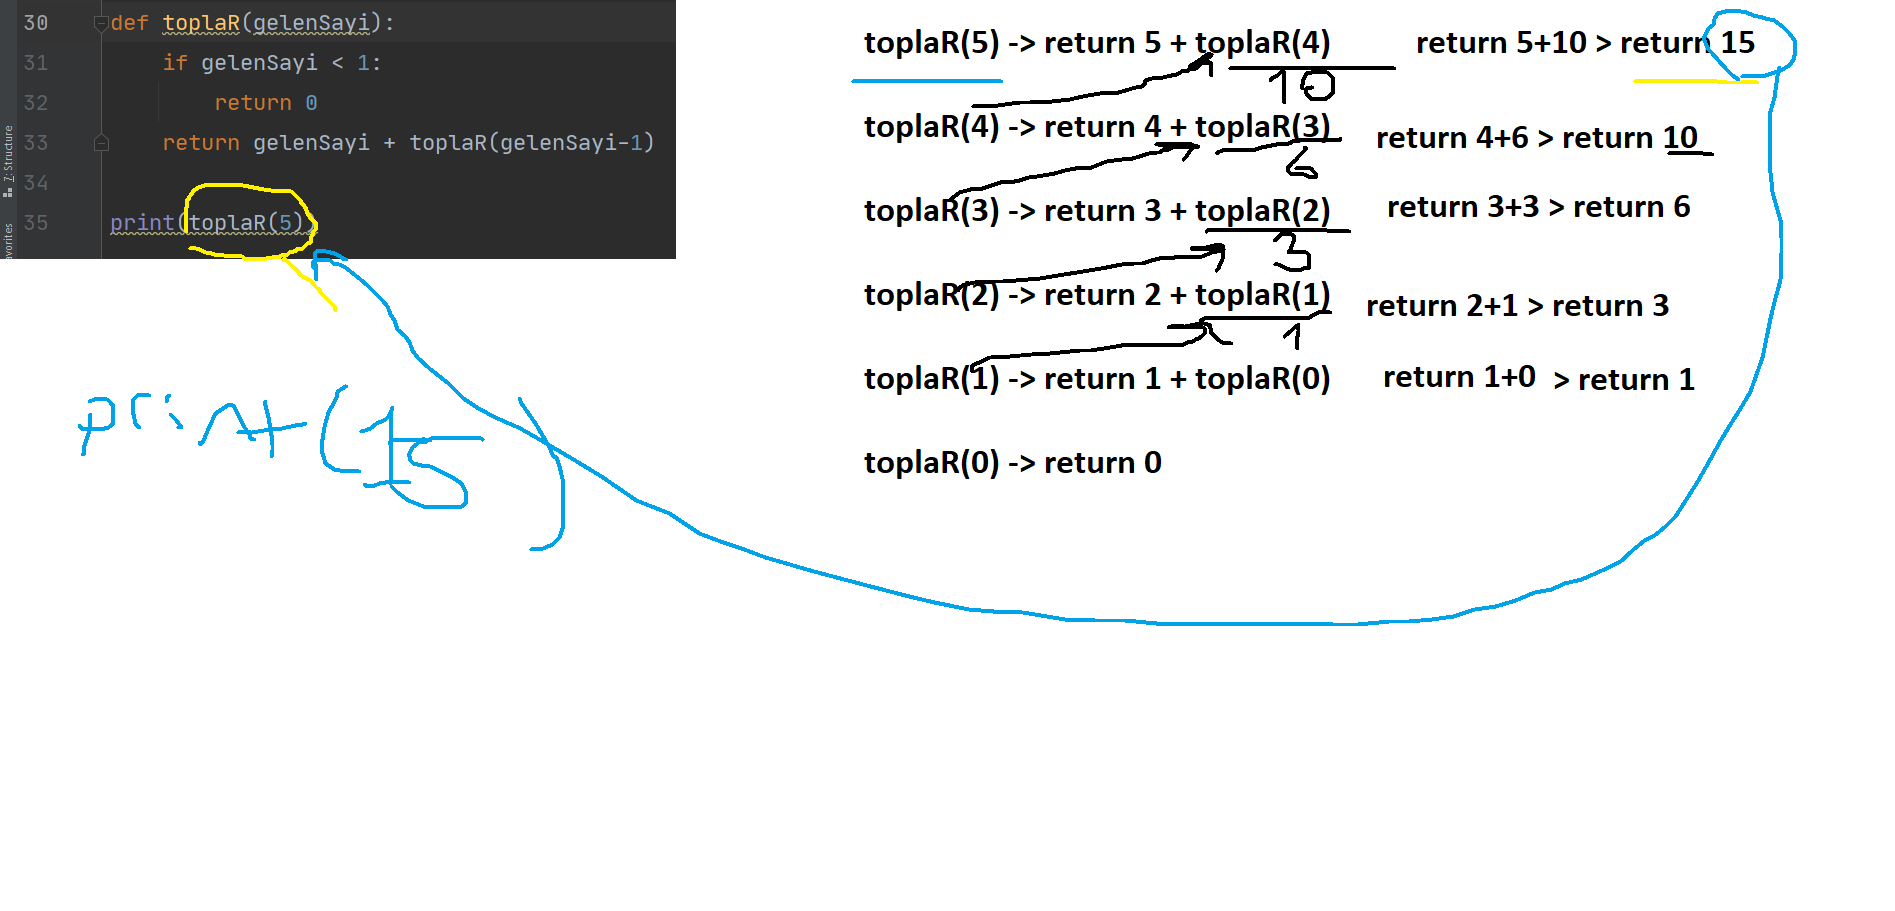 30 def toplaR(gelenSayi):
31 if gelenSayi < 1:
32 return 0
33 return gelenSayi + toplaR(gelenSayi-1)
34
35 print(toplaR(5))
7: Structure
avorites
print(15)
toplaR(5) -> return 5 + toplaR(4) return 5+10 > return 15
10
toplaR(4) -> return 4 + toplaR(3) return 4+6 > return 10
6
toplaR(3) -> return 3 + toplaR(2) return 3+3 > return 6
3
toplaR(2) -> return 2 + toplaR(1) return 2+1 > return 3
1
toplaR(1) -> return 1 + toplaR(0) return 1+0 > return 1
toplaR(0) -> return 0